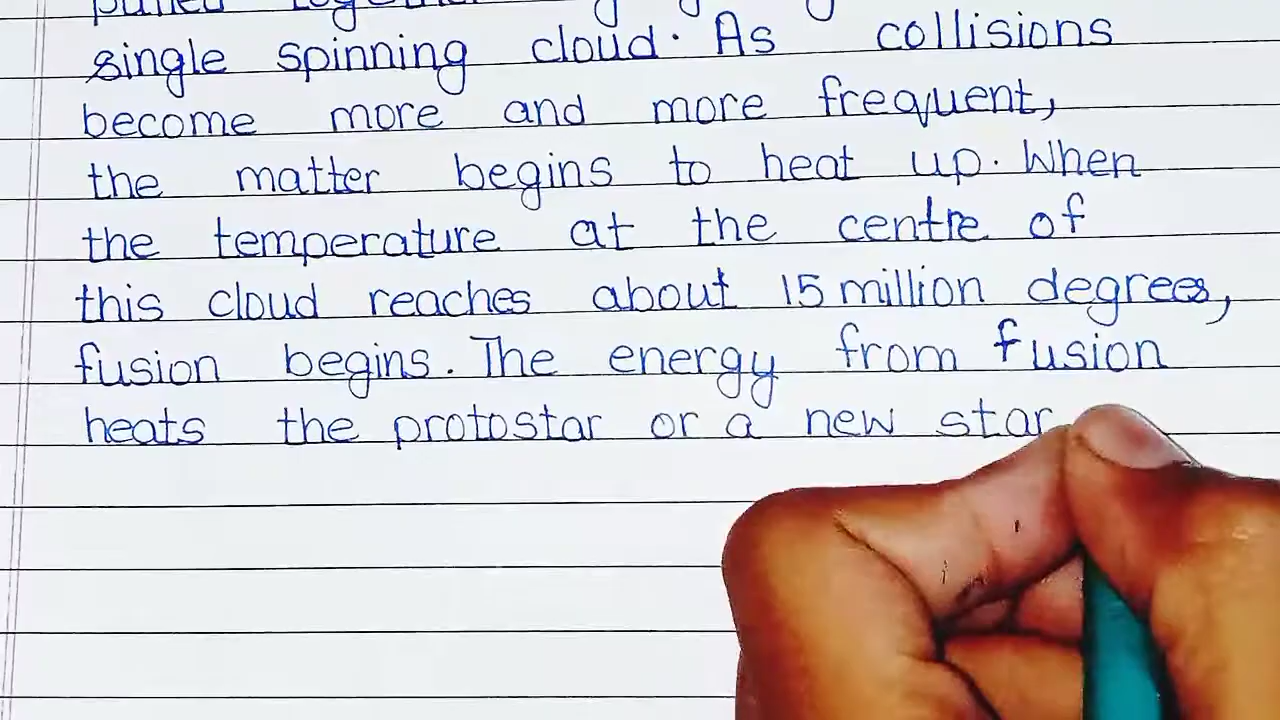 pulled together
single spinning cloud. As collisions
become more and more frequent,
the matter begins to heat up. When
the temperature at the centre of
this cloud reaches about 15 million degrees,
fusion begins. The energy from fusion
heats the protostar or a new star